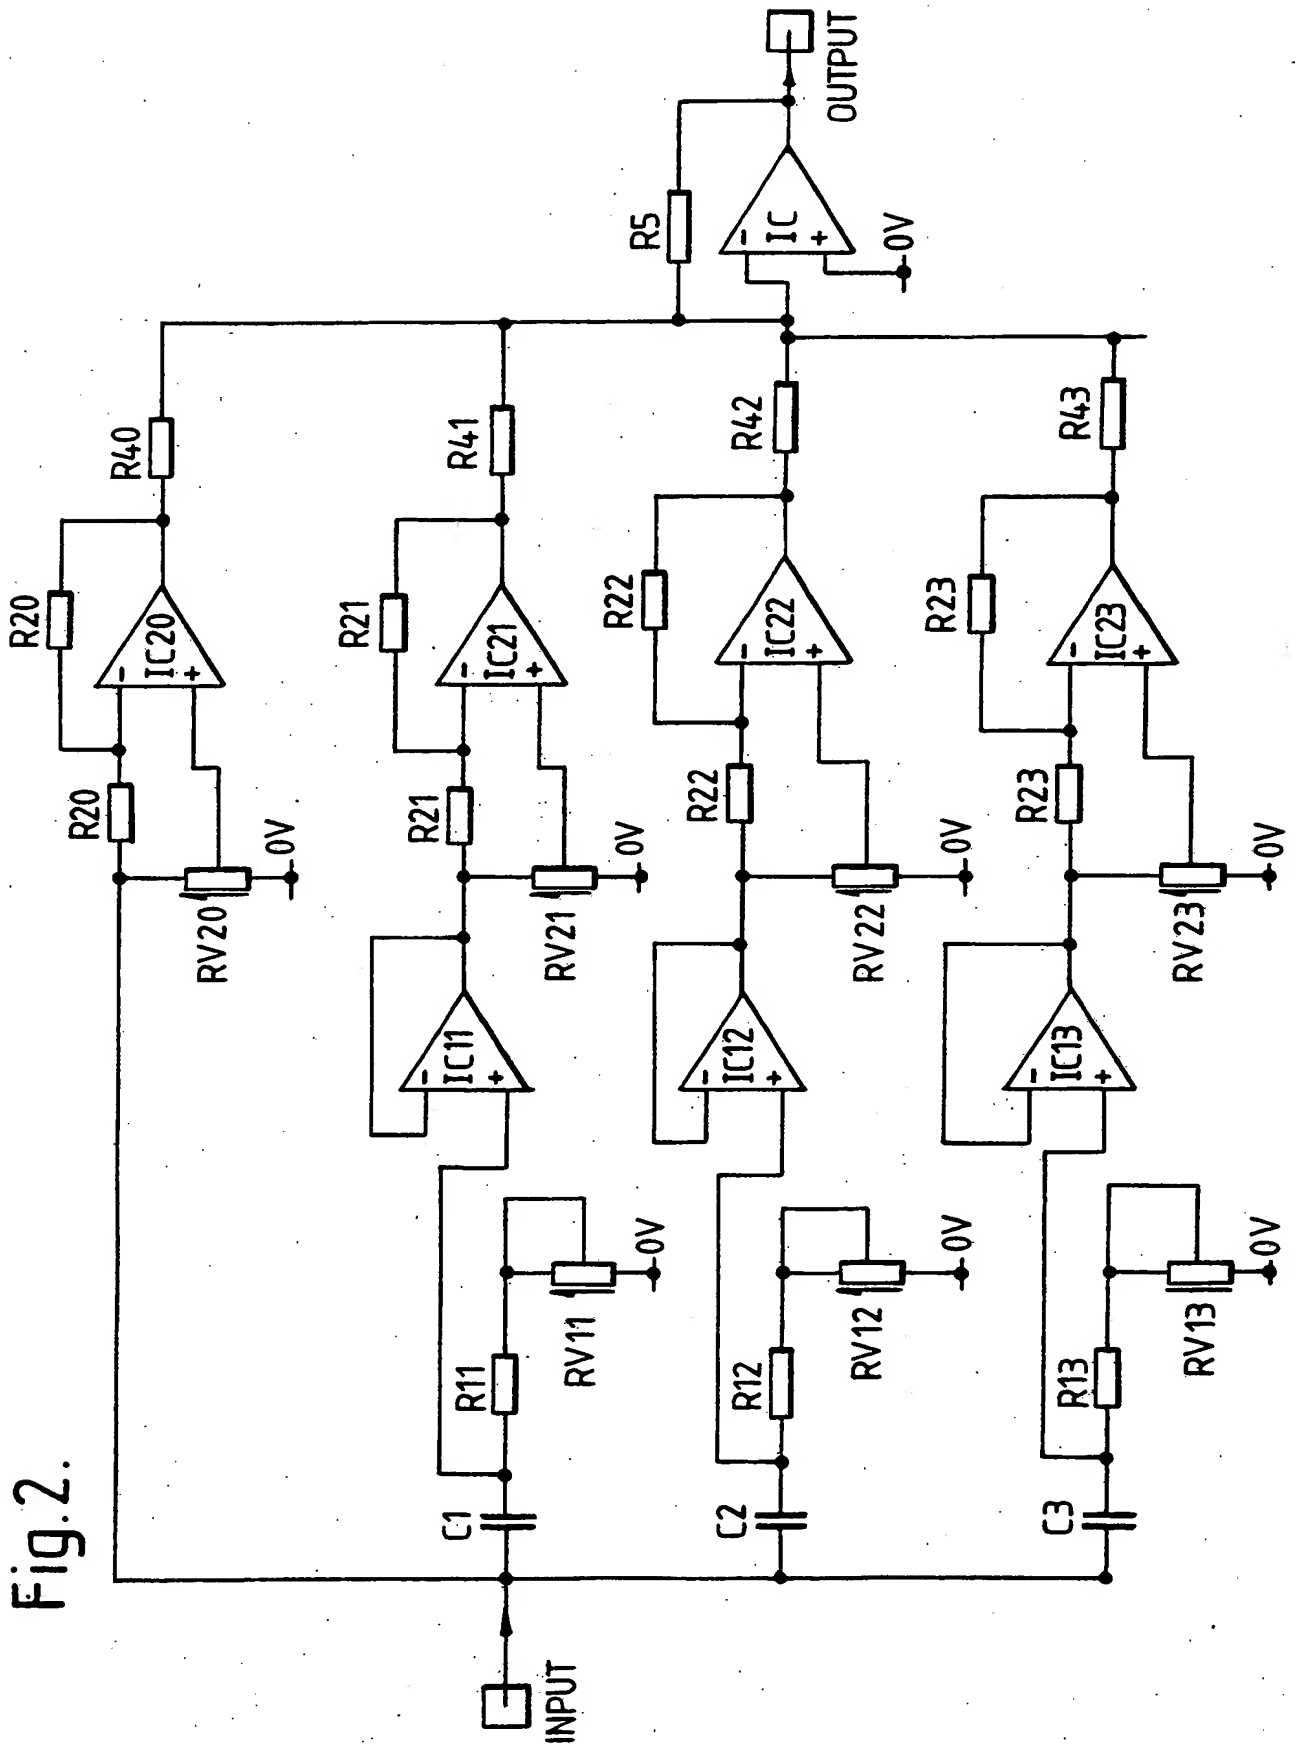 Fig.2.
INPUT
C1
C2
C3
R11
R12
R13
RV11
RV12
RV13
0V
0V
0V
- IC11 +
- IC12 +
- IC13 +
RV20
RV21
RV22
RV23
0V
0V
0V
0V
R20
R21
R22
R23
- IC20 +
- IC21 +
- IC22 +
- IC23 +
R20
R21
R22
R23
R40
R41
R42
R43
R5
- IC +
0V
OUTPUT